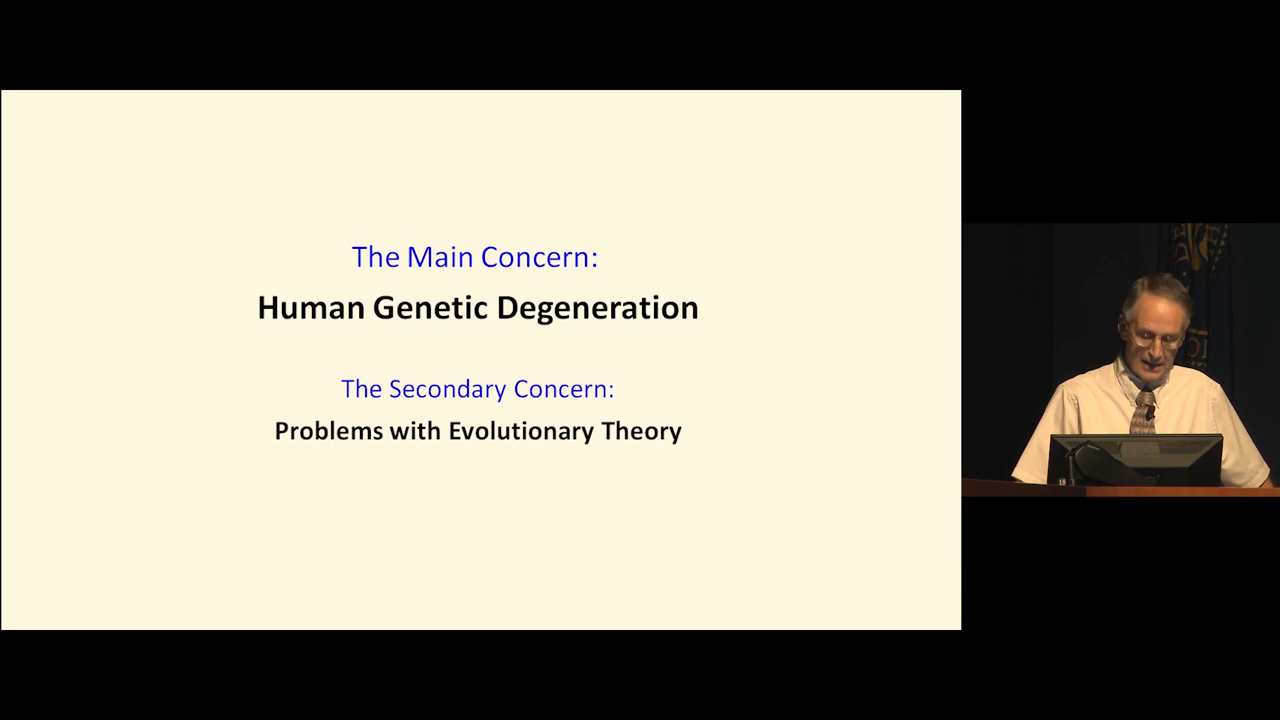 The Main Concern:
Human Genetic Degeneration
The Secondary Concern:
Problems with Evolutionary Theory